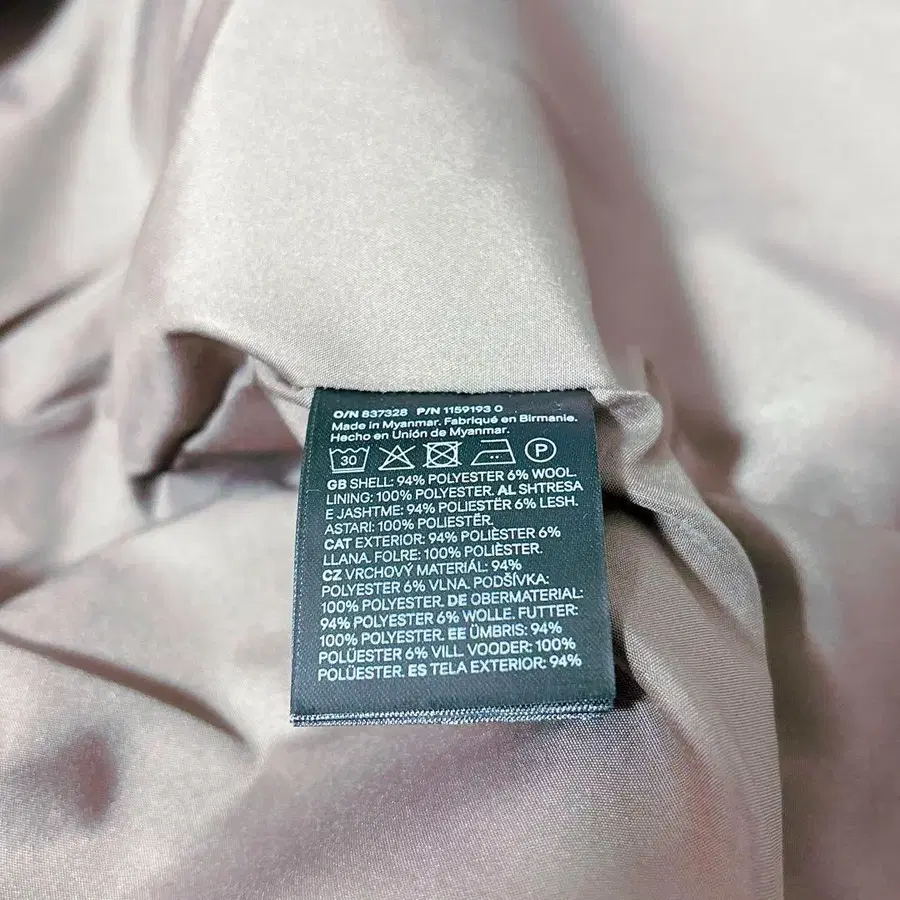 O/N 837328 P/N 1159193 0
Made in Myanmar. Fabriqué en Birmanie.
Hecho en Unión de Myanmar.
30 P
GB SHELL: 94% POLYESTER 6% WOOL.
LINING: 100% POLYESTER. AL SHTRESA
E JASHTME: 94% POLIESTËR 6% LESH.
ASTARI: 100% POLIESTËR.
CAT EXTERIOR: 94% POLIÈSTER 6%
LLANA. FOLRE: 100% POLIÈSTER.
CZ VRCHOVÝ MATERIÁL: 94%
POLYESTER 6% VLNA. PODŠÍVKA:
100% POLYESTER. DE OBERMATERIAL:
94% POLYESTER 6% WOLLE. FUTTER:
100% POLYESTER. EE ÜMBRIS: 94%
POLÜESTER 6% VILL. VOODER: 100%
POLÜESTER. ES TELA EXTERIOR: 94%